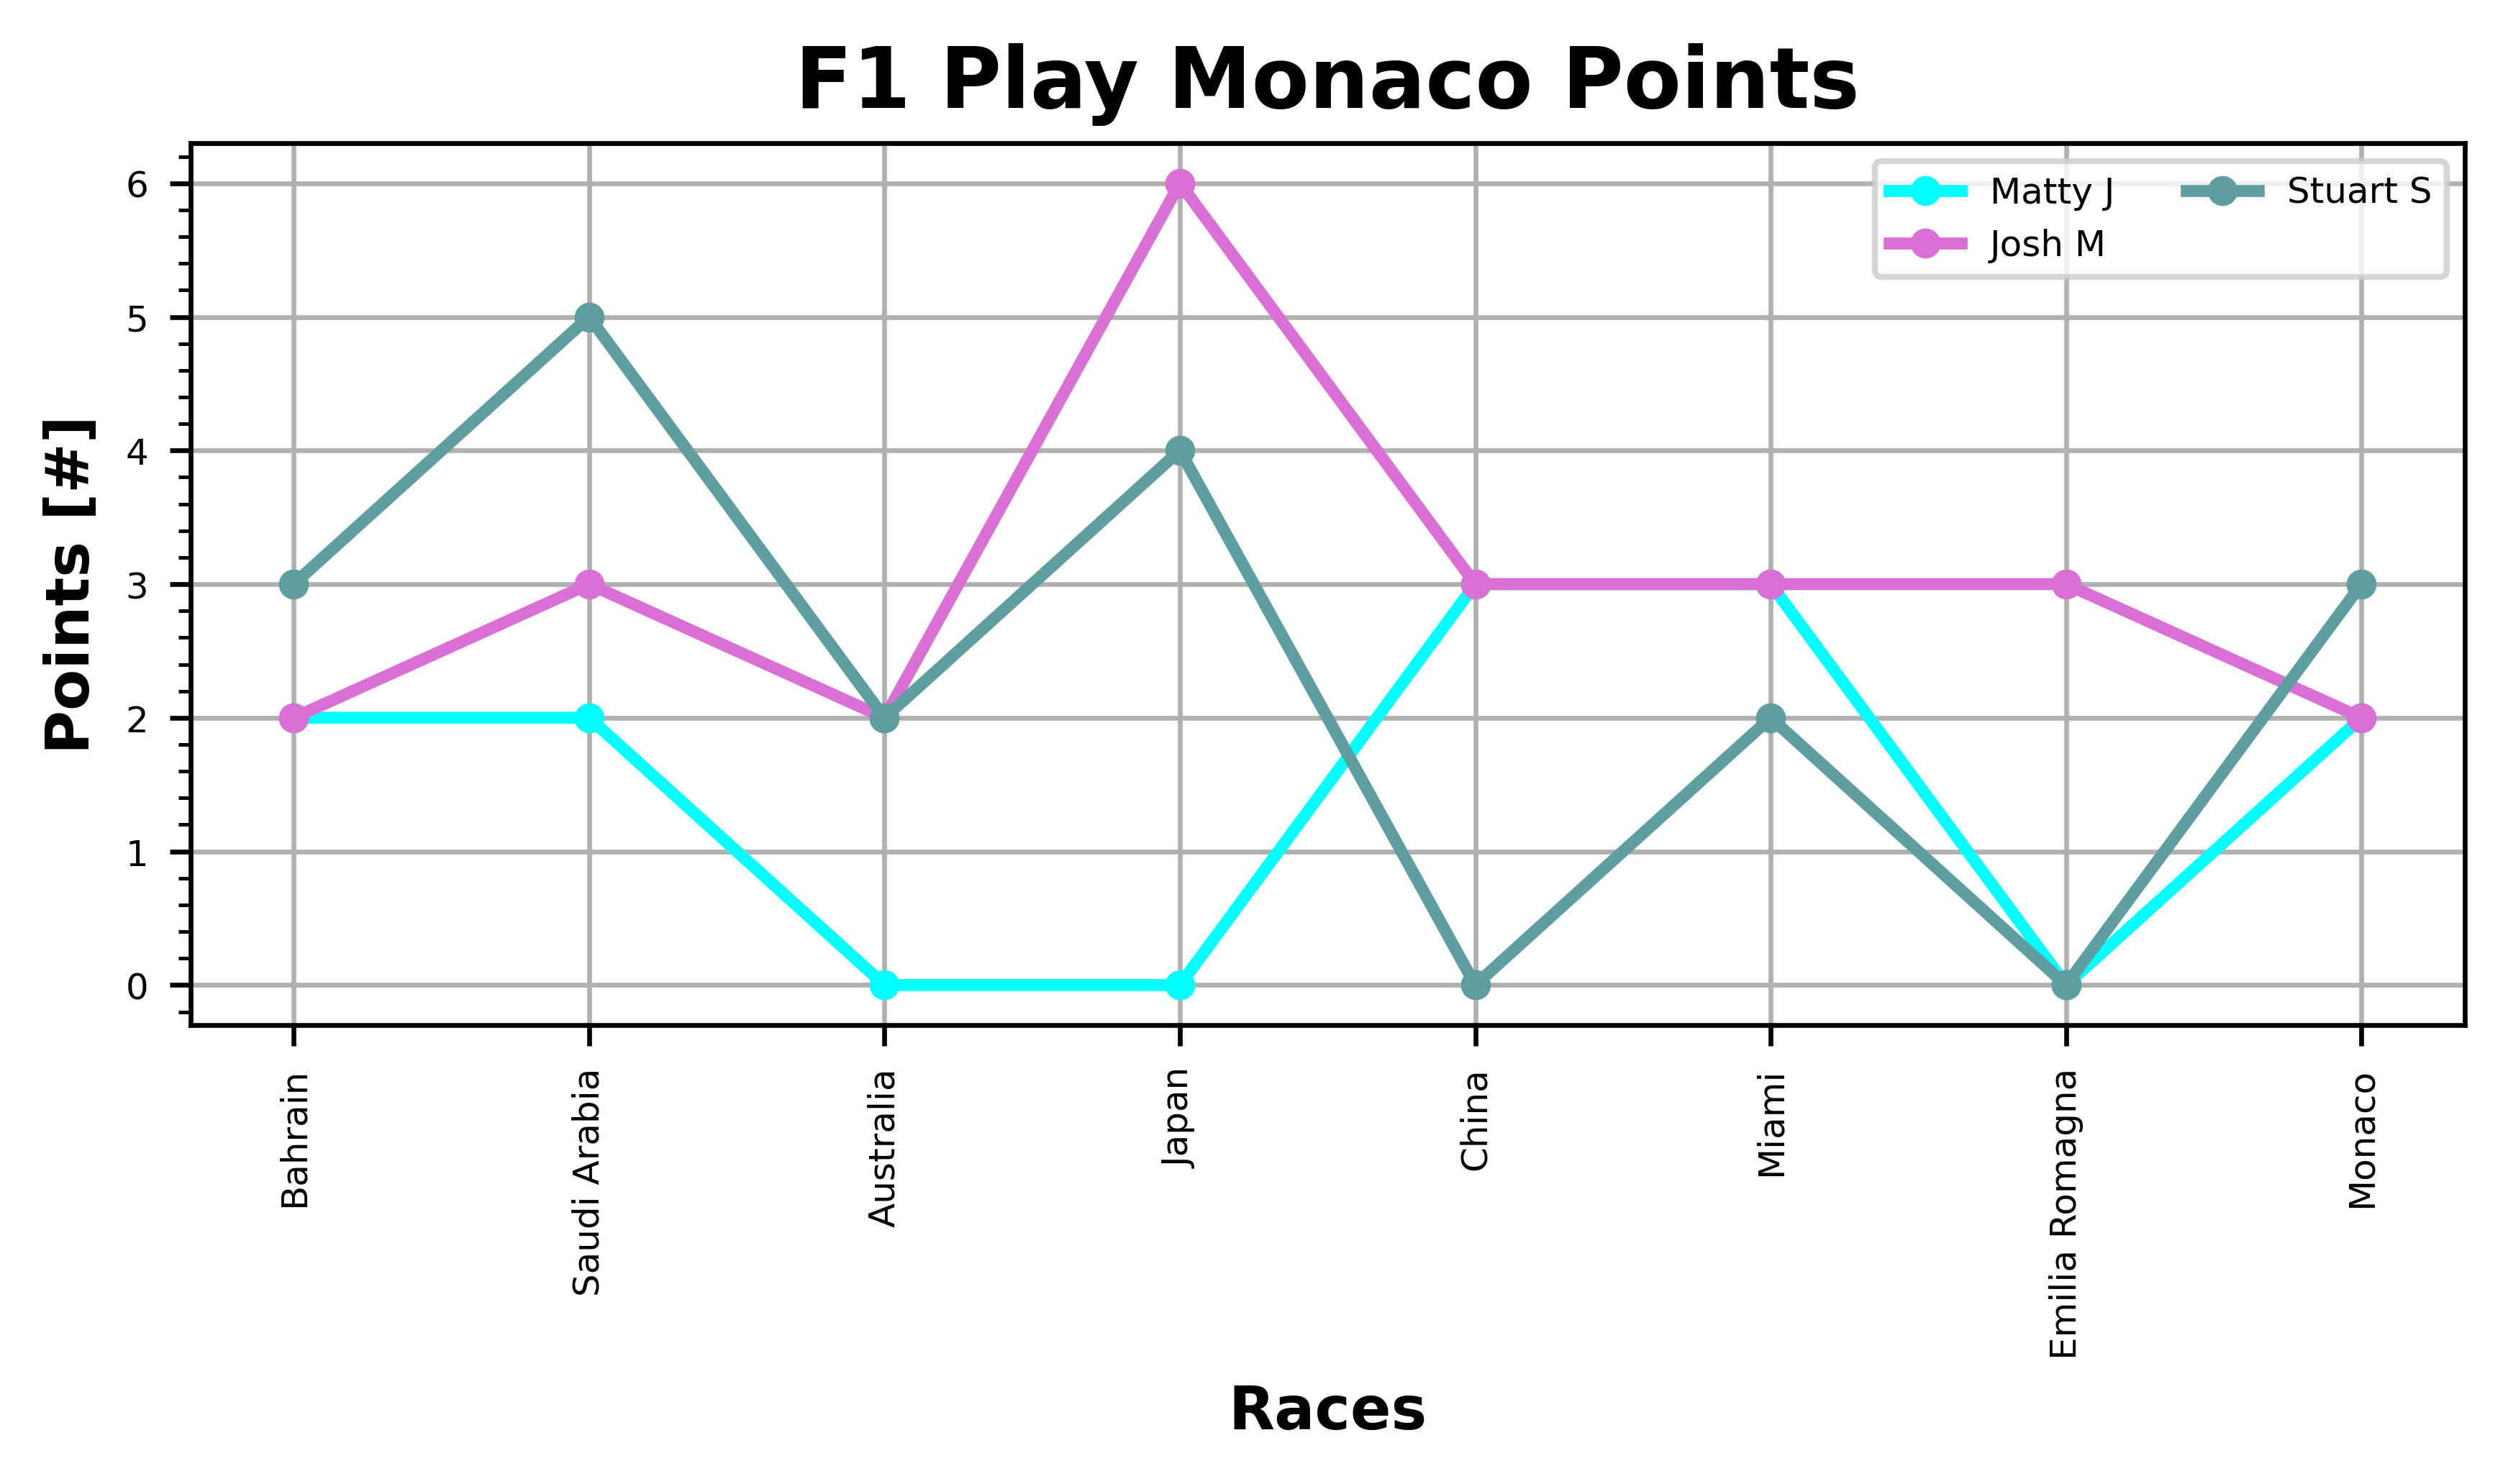 F1 Play Monaco Points
Matty J
Josh M
Stuart S
Points [#]
6
5
4
3
2
1
0
Bahrain
Saudi Arabia
Australia
Japan
China
Miami
Emilia Romagna
Monaco
Races